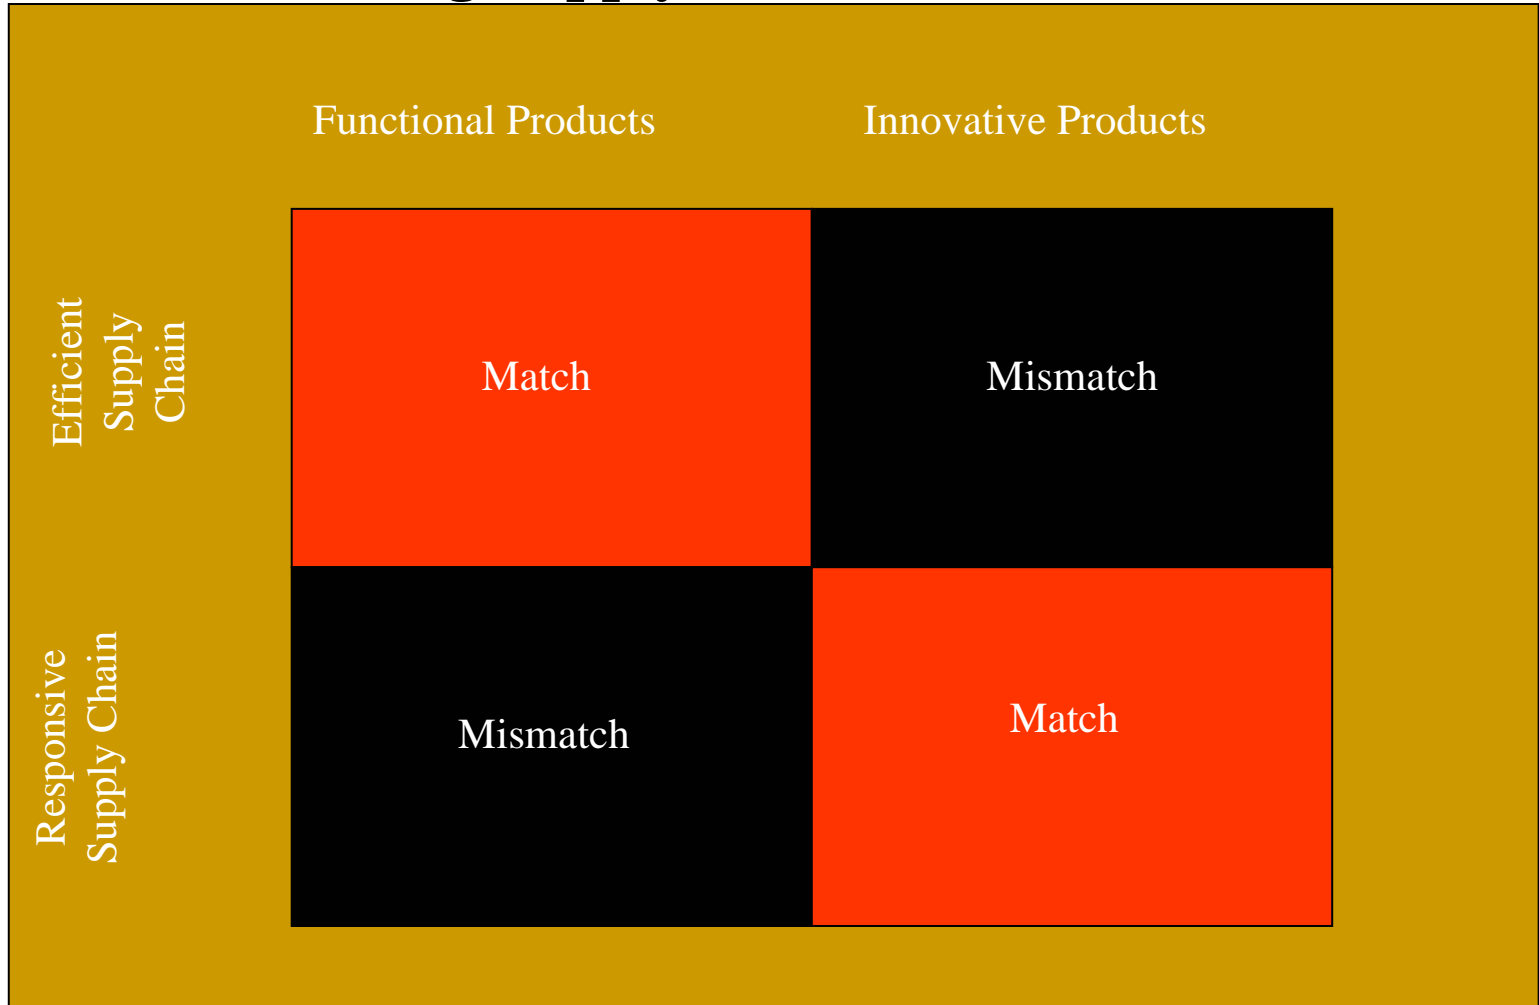 Functional Products
Innovative Products
Efficient
Supply
Chain
Match
Mismatch
Responsive
Supply Chain
Mismatch
Match